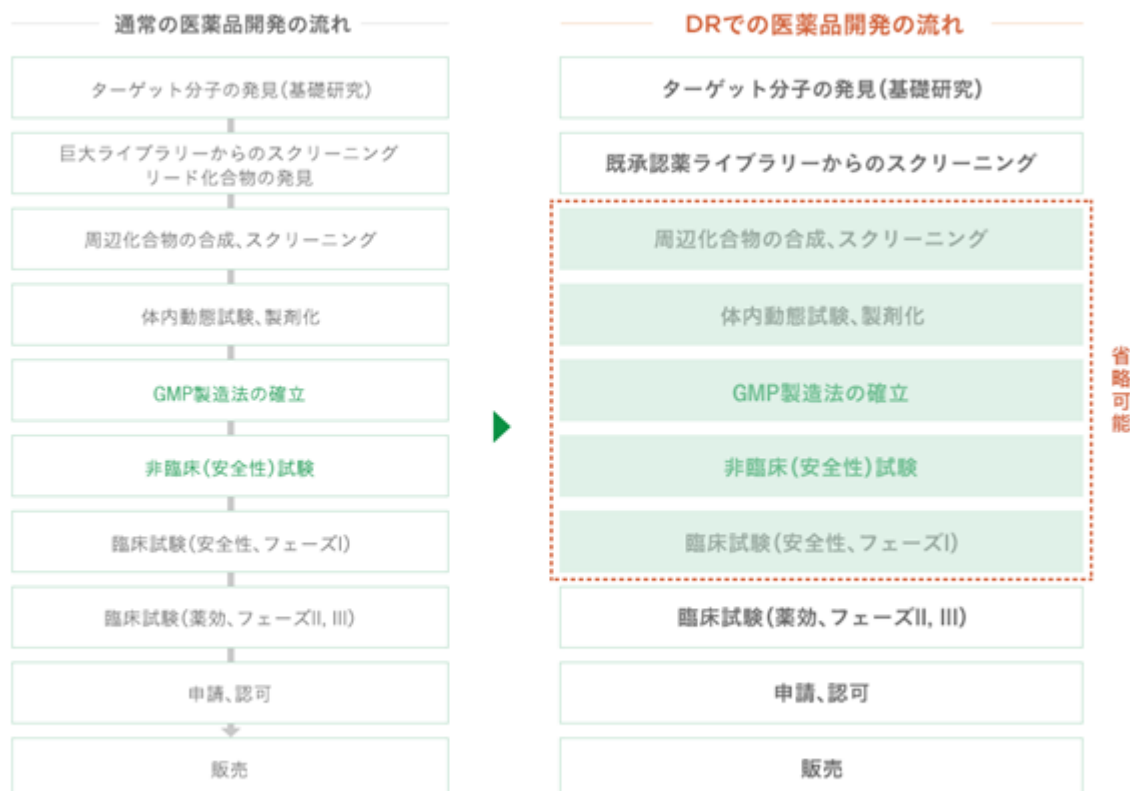 通常の医薬品開発の流れ
ターゲット分子の発見(基礎研究)
巨大ライブラリーからのスクリーニング
リード化合物の発見
周辺化合物の合成、スクリーニング
体内動態試験、製剤化
GMP製造法の確立
非臨床(安全性)試験
臨床試験(安全性、フェーズI)
臨床試験(薬効、フェーズII, III)
申請、認可
販売
DRでの医薬品開発の流れ
ターゲット分子の発見(基礎研究)
既承認薬ライブラリーからのスクリーニング
周辺化合物の合成、スクリーニング
体内動態試験、製剤化
GMP製造法の確立
非臨床(安全性)試験
臨床試験(安全性、フェーズI)
臨床試験(薬効、フェーズII, III)
申請、認可
販売
省略可能